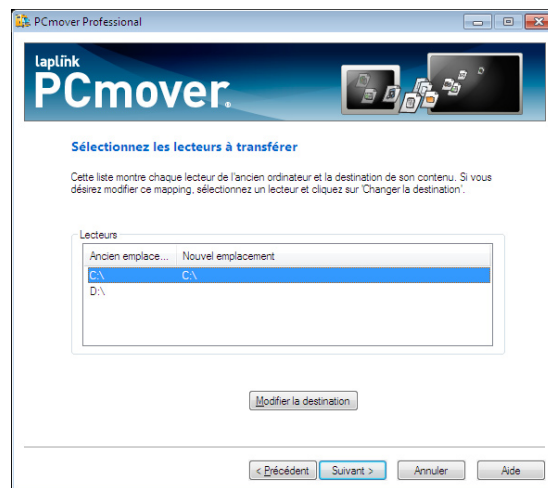 PCmover Professional
laplink
PCmover®
Sélectionnez les lecteurs à transférer
Cette liste montre chaque lecteur de l'ancien ordinateur et la destination de son contenu. Si vous
désirez modifier ce mapping, sélectionnez un lecteur et cliquez sur 'Changer la destination'.
Lecteurs
Ancien emplace... Nouvel emplacement
C:\ C:\
D:\
Modifier la destination
< Précédent Suivant > Annuler Aide